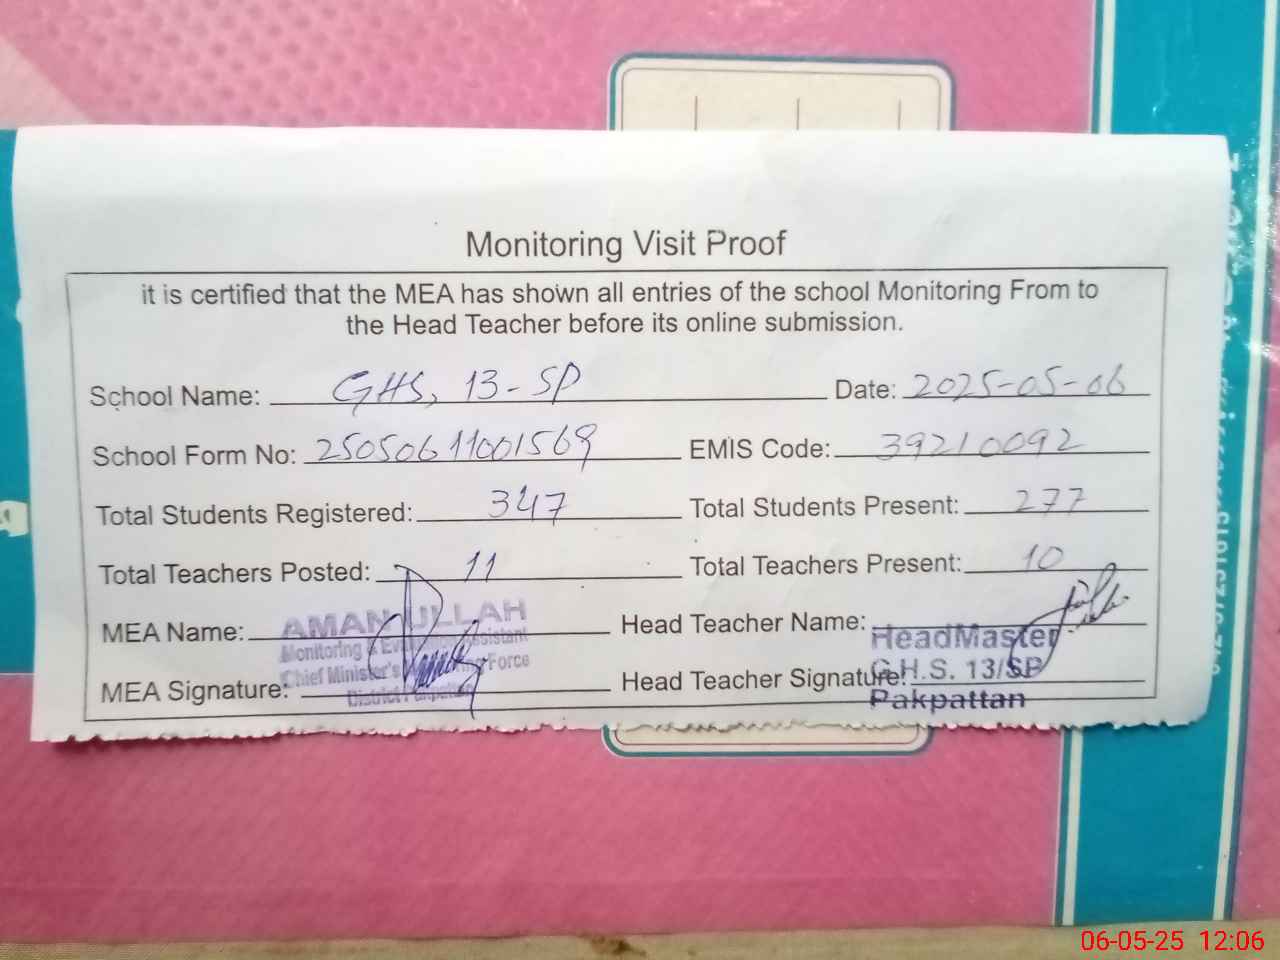 Monitoring Visit Proof
it is certified that the MEA has shown all entries of the school Monitoring From to
the Head Teacher before its online submission.
School Name: GHS, 13-SP Date: 2025-05-06
School Form No: 25050611001569 EMIS Code: 39210092
Total Students Registered: 347 Total Students Present: 277
Total Teachers Posted: 11 Total Teachers Present: 10
MEA Name: AMAN ULLAH Head Teacher Name:
Monitoring & Assistant
Chief Minister's Force
District
HeadMaster
MEA Signature: Head Teacher Signature:
G.H.S. 13/SP
Pakpattan
06-05-25 12:06